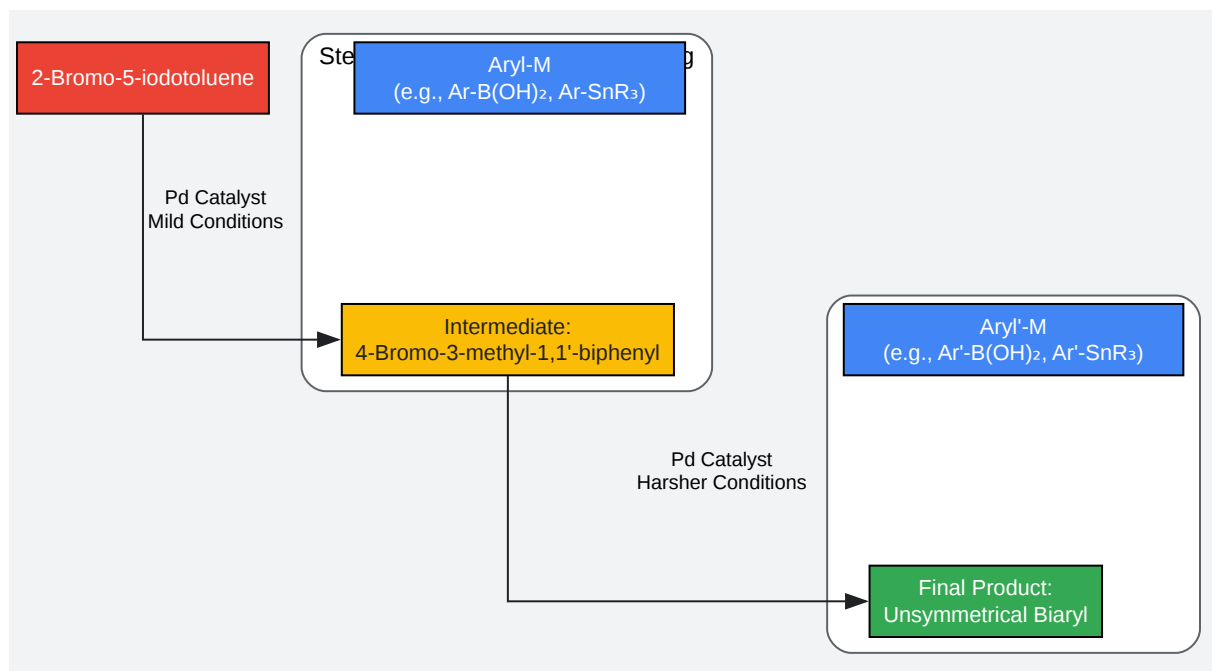 2-Bromo-5-iodotoluene
Aryl-M
(e.g., Ar-B(OH)₂, Ar-SnR₃)
Pd Catalyst
Mild Conditions
Intermediate:
4-Bromo-3-methyl-1,1'-biphenyl
Aryl'-M
(e.g., Ar'-B(OH)₂, Ar'-SnR₃)
Pd Catalyst
Harsher Conditions
Final Product:
Unsymmetrical Biaryl